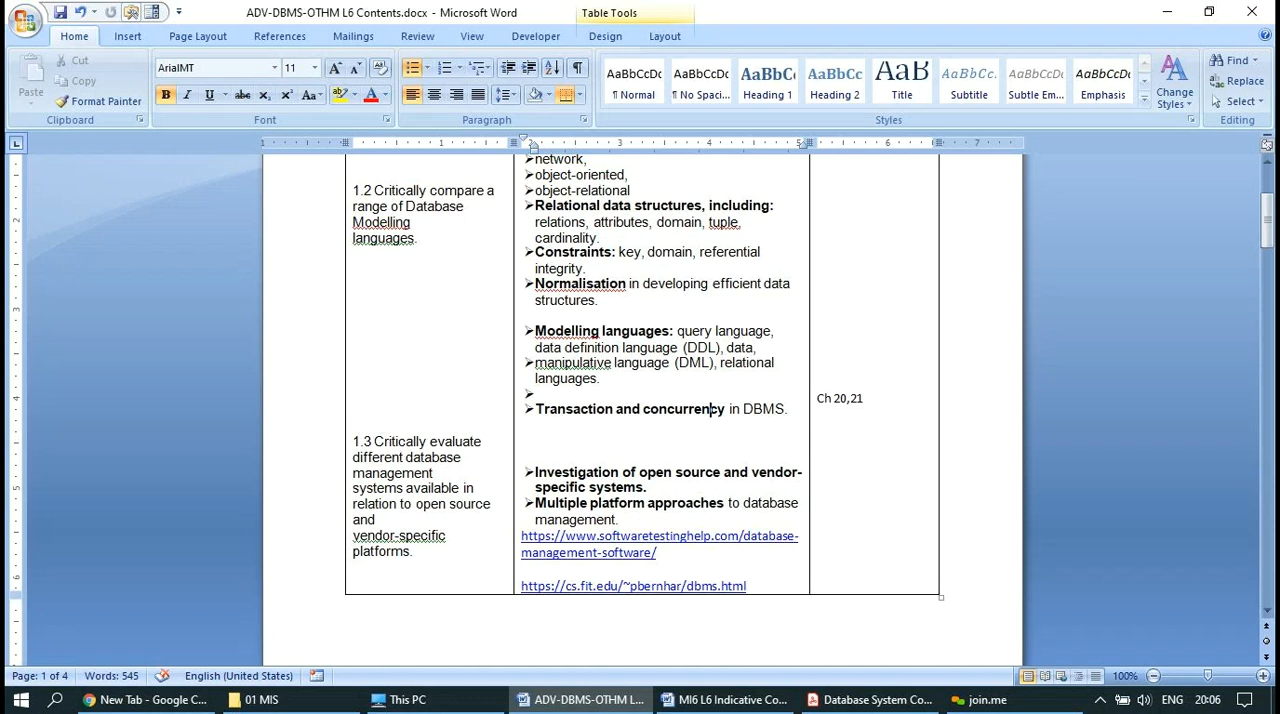 ADV-DBMS-OTHM L6 Contents.docx - Microsoft Word
Table Tools
Home
Insert
Page Layout
References
Mailings
Review
View
Developer
Design
Layout
Paste
Cut
Copy
Format Painter
Clipboard
ArialMT
11
Font
Paragraph
AaBbCcDc
AaBbCcDc
AaBbCc
AaBbCc
AaB
AaBbCc.
AaBbCcDc
AaBbCcDc
¶ Normal
¶ No Spaci...
Heading 1
Heading 2
Title
Subtitle
Subtle Em...
Emphasis
Change
Styles
Styles
Find
Replace
Select
Editing
network,
object-oriented,
object-relational
Relational data structures, including:
relations, attributes, domain, tuple,
cardinality.
Constraints: key, domain, referential
integrity.
Normalisation in developing efficient data
structures.
Modelling languages: query language,
data definition language (DDL), data,
manipulative language (DML), relational
languages.
Transaction and concurrency in DBMS.
Investigation of open source and vendor-
specific systems.
Multiple platform approaches to database
management.
https://www.softwaretestinghelp.com/database-
management-software/
https://cs.fit.edu/~pbernhar/dbms.html
1.2 Critically compare a
range of Database
Modelling
languages.
1.3 Critically evaluate
different database
management
systems available in
relation to open source
and
vendor-specific
platforms.
Ch 20,21
Page: 1 of 4
Words: 545
English (United States)
100%
New Tab - Google C...
01 MIS
This PC
ADV-DBMS-OTHM L...
MI6 L6 Indicative Co...
Database System Co...
join.me
ENG
20:06